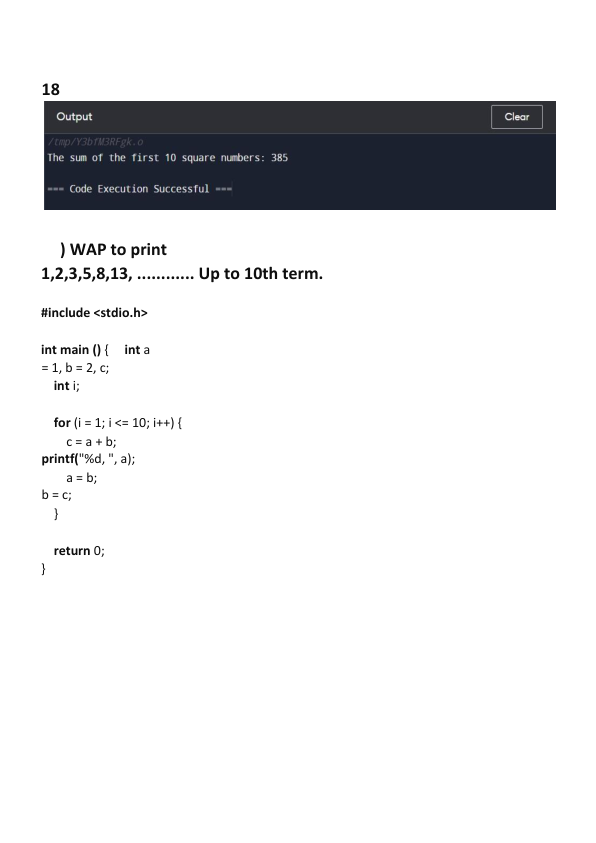 18
Output Clear
/tmp/Y3bfM3RFgk.o
The sum of the first 10 square numbers: 385
=== Code Execution Successful ===
) WAP to print
1,2,3,5,8,13, ............ Up to 10th term.
#include <stdio.h>
int main () { int a
= 1, b = 2, c;
int i;
for (i = 1; i <= 10; i++) {
c = a + b;
printf("%d, ", a);
a = b;
b = c;
}
return 0;
}